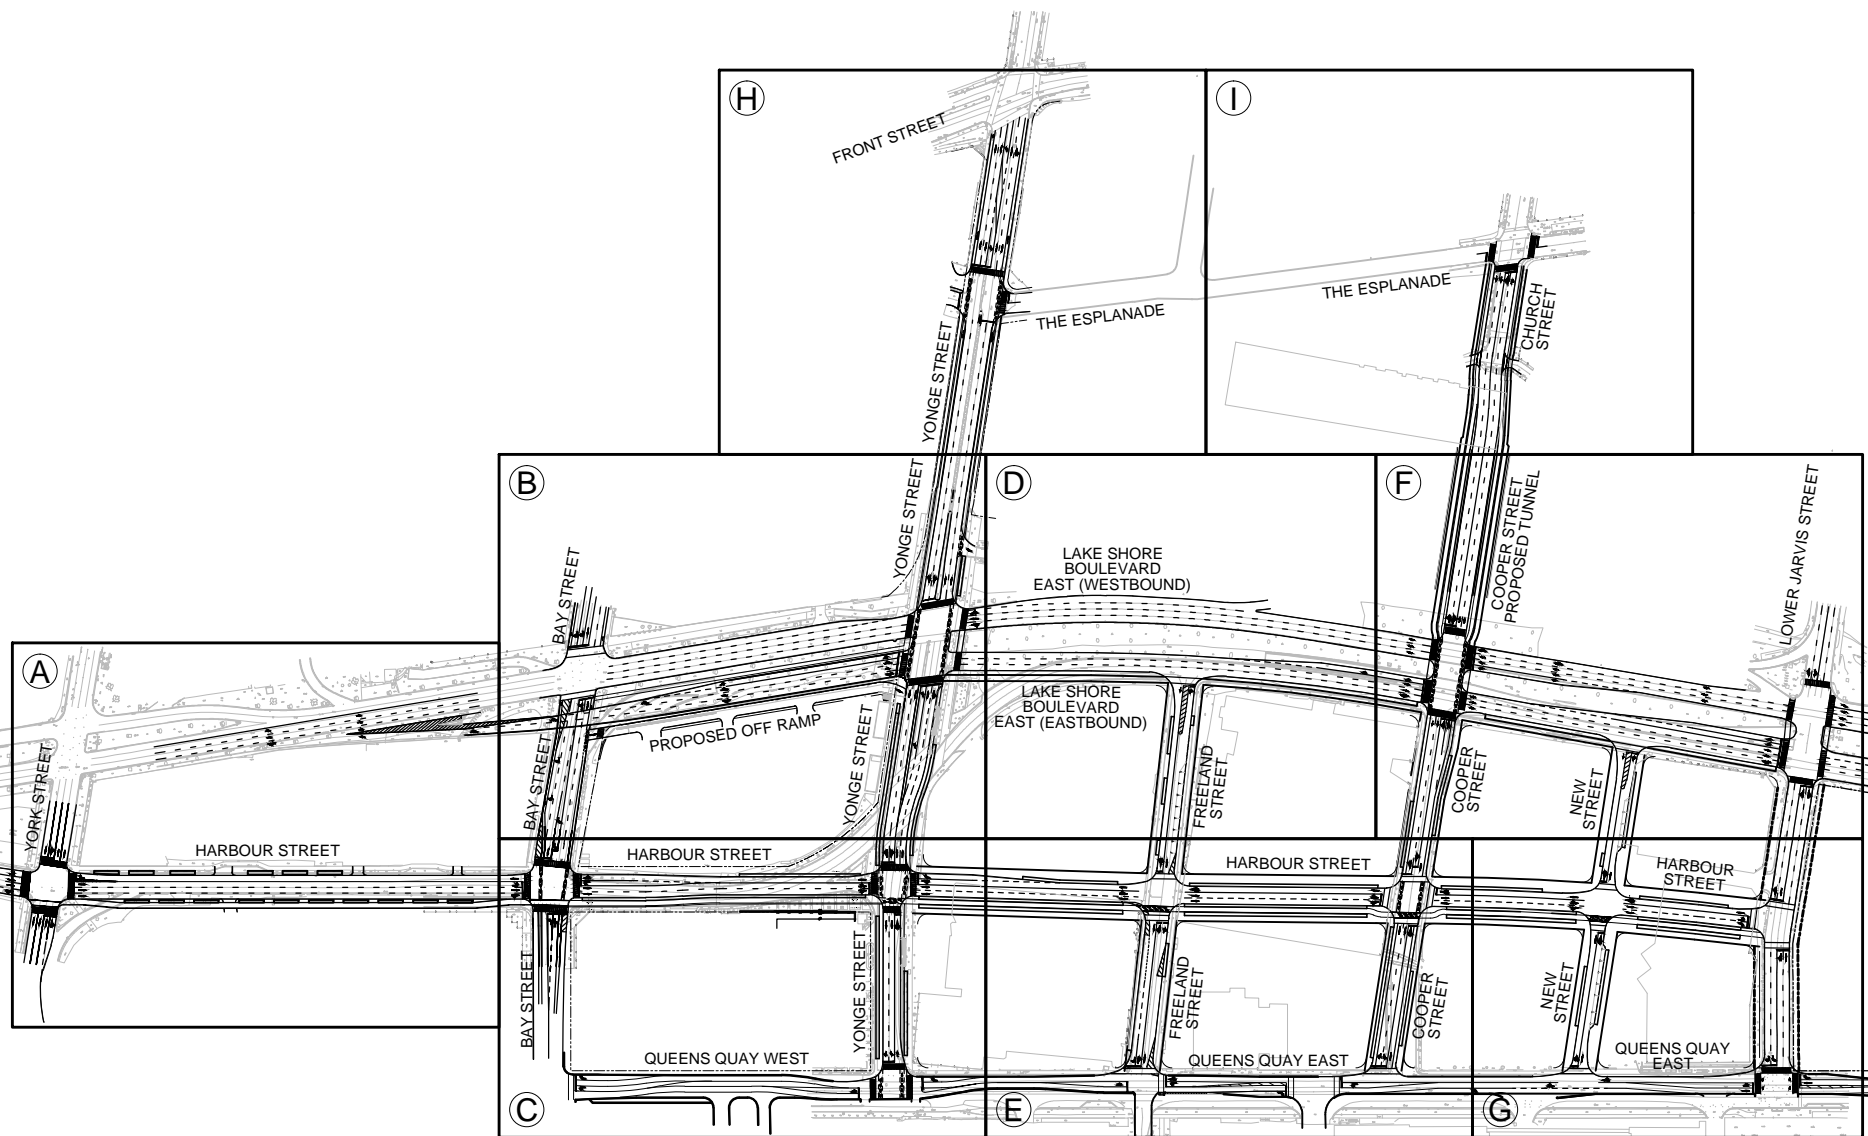 H
I
FRONT STREET
THE ESPLANADE
THE ESPLANADE
CHURCH
STREET
YONGE STREET
B
D
F
YONGE STREET
COOPER STREET
PROPOSED TUNNEL
LOWER JARVIS STREET
BAY STREET
LAKE SHORE
BOULEVARD
EAST (WESTBOUND)
A
LAKE SHORE
BOULEVARD
EAST (EASTBOUND)
PROPOSED OFF RAMP
YORK STREET
BAY STREET
YONGE STREET
FREELAND
STREET
COOPER
STREET
NEW
STREET
HARBOUR STREET
HARBOUR STREET
HARBOUR STREET
HARBOUR
STREET
BAY STREET
YONGE STREET
FREELAND
STREET
COOPER
STREET
NEW
STREET
QUEENS QUAY WEST
QUEENS QUAY EAST
QUEENS QUAY
EAST
C
E
G